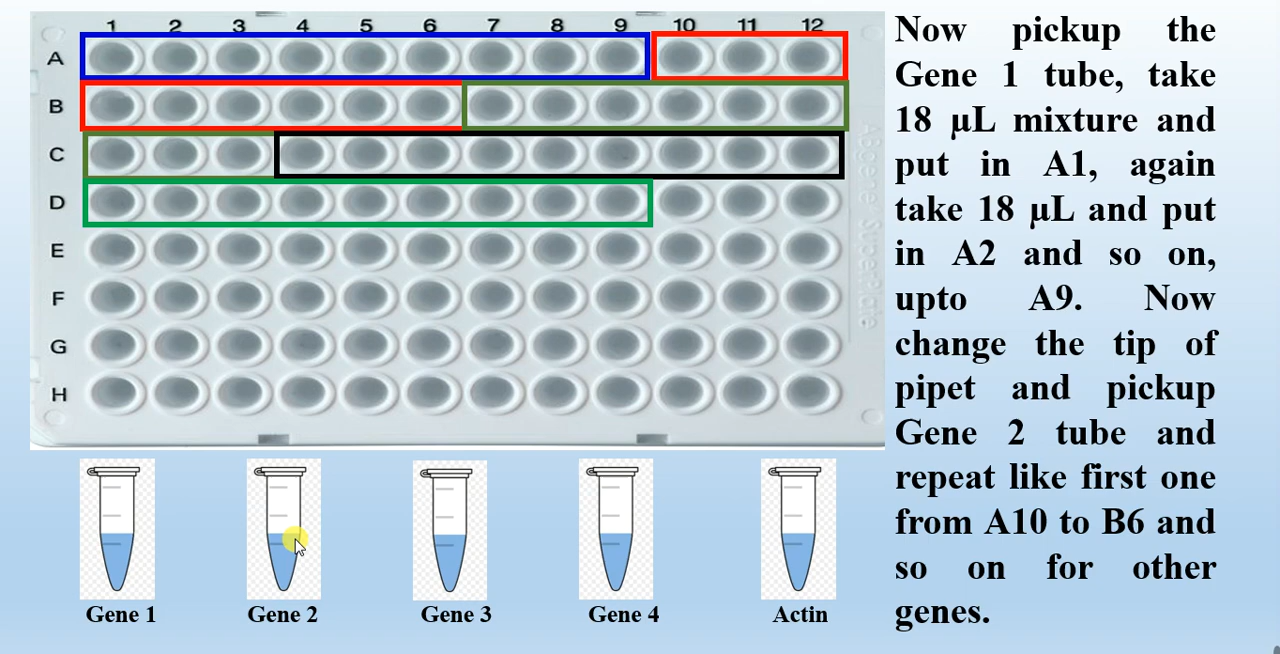 1 2 3 4 5 6 7 8 9 10 11 12
A
B
C
D
E
F
G
H
Gene 1 Gene 2 Gene 3 Gene 4 Actin
Now pickup the
Gene 1 tube, take
18 µL mixture and
put in A1, again
take 18 µL and put
in A2 and so on,
upto A9. Now
change the tip of
pipet and pickup
Gene 2 tube and
repeat like first one
from A10 to B6 and
so on for other
genes.